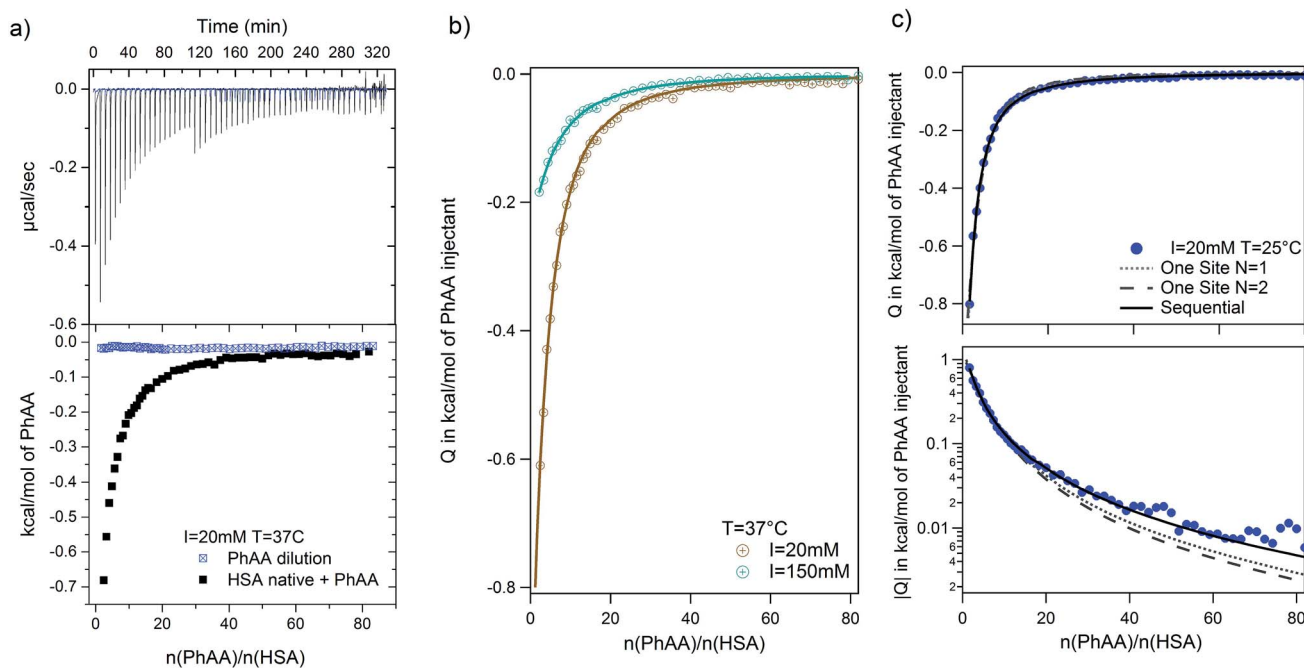 a)
Time (min)
0 40 80 120 160 200 240 280 320
0.0
-0.2
-0.4
-0.6
µcal/sec
0.0
-0.1
-0.2
-0.3
-0.4
-0.5
-0.6
-0.7
kcal/mol of PhAA
I=20mM T=37C
PhAA dilution
HSA native + PhAA
0 20 40 60 80
n(PhAA)/n(HSA)
b)
0.0
-0.2
-0.4
-0.6
-0.8
Q in kcal/mol of PhAA injectant
T=37°C
I=20mM
I=150mM
0 20 40 60 80
n(PhAA)/n(HSA)
c)
0.0
-0.2
-0.4
-0.6
-0.8
Q in kcal/mol of PhAA injectant
I=20mM T=25°C
One Site N=1
One Site N=2
Sequential
1
8
6
4
2
0.1
8
6
4
2
0.01
8
6
4
2
|Q| in kcal/mol of PhAA injectant
0 20 40 60 80
n(PhAA)/n(HSA)